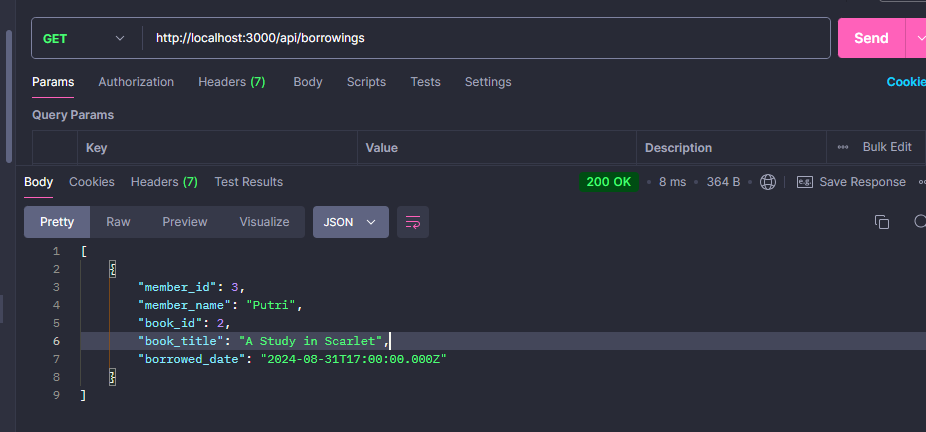 GET http://localhost:3000/api/borrowings Send
Params Authorization Headers (7) Body Scripts Tests Settings Cookie
Query Params
Key Value Description ••• Bulk Edit
Body Cookies Headers (7) Test Results 200 OK • 8 ms • 364 B e.g. Save Response
Pretty Raw Preview Visualize JSON
1 [
2 {
3 "member_id": 3,
4 "member_name": "Putri",
5 "book_id": 2,
6 "book_title": "A Study in Scarlet",
7 "borrowed_date": "2024-08-31T17:00:00.000Z"
8 }
9 ]